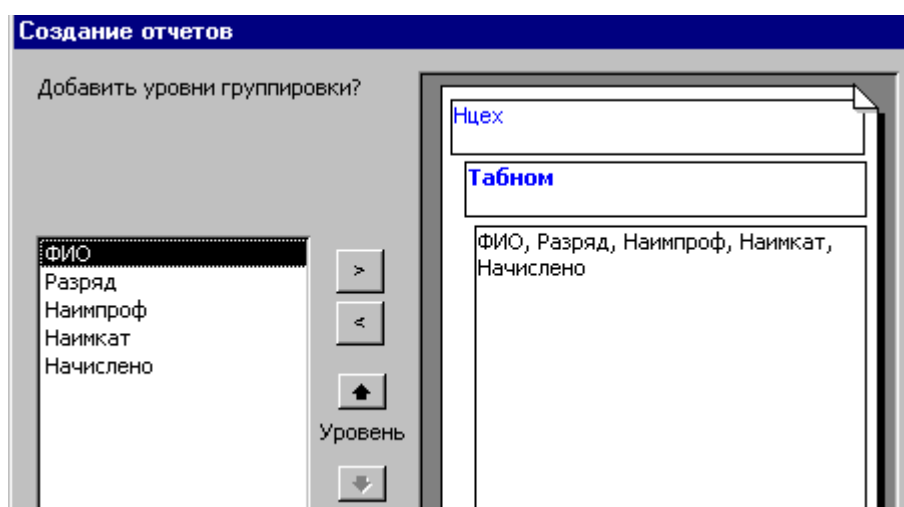 Создание отчетов
Добавить уровни группировки?
ФИО
Разряд
Наимпроф
Наимкат
Начислено
>
<
Уровень
Нцех
Табном
ФИО, Разряд, Наимпроф, Наимкат,
Начислено